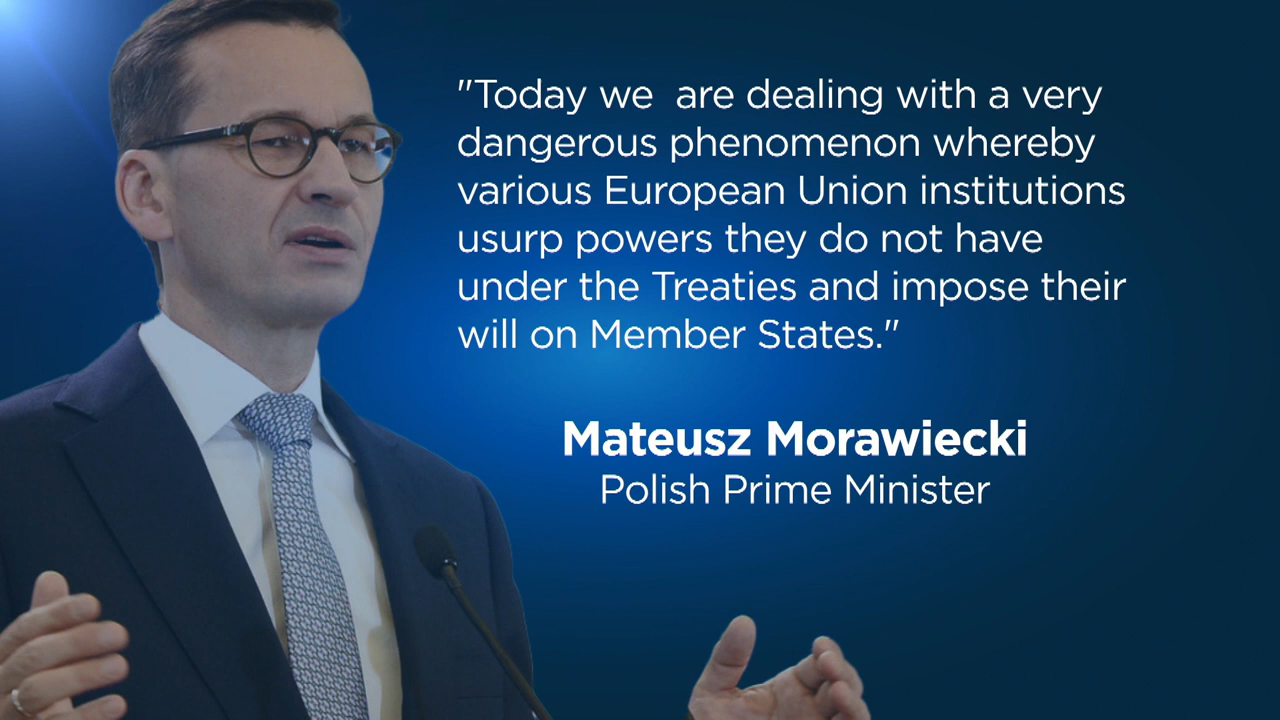 "Today we  are dealing with a very
dangerous phenomenon whereby
various European Union institutions
usurp powers they do not have
under the Treaties and impose their
will on Member States."
Mateusz Morawiecki
Polish Prime Minister